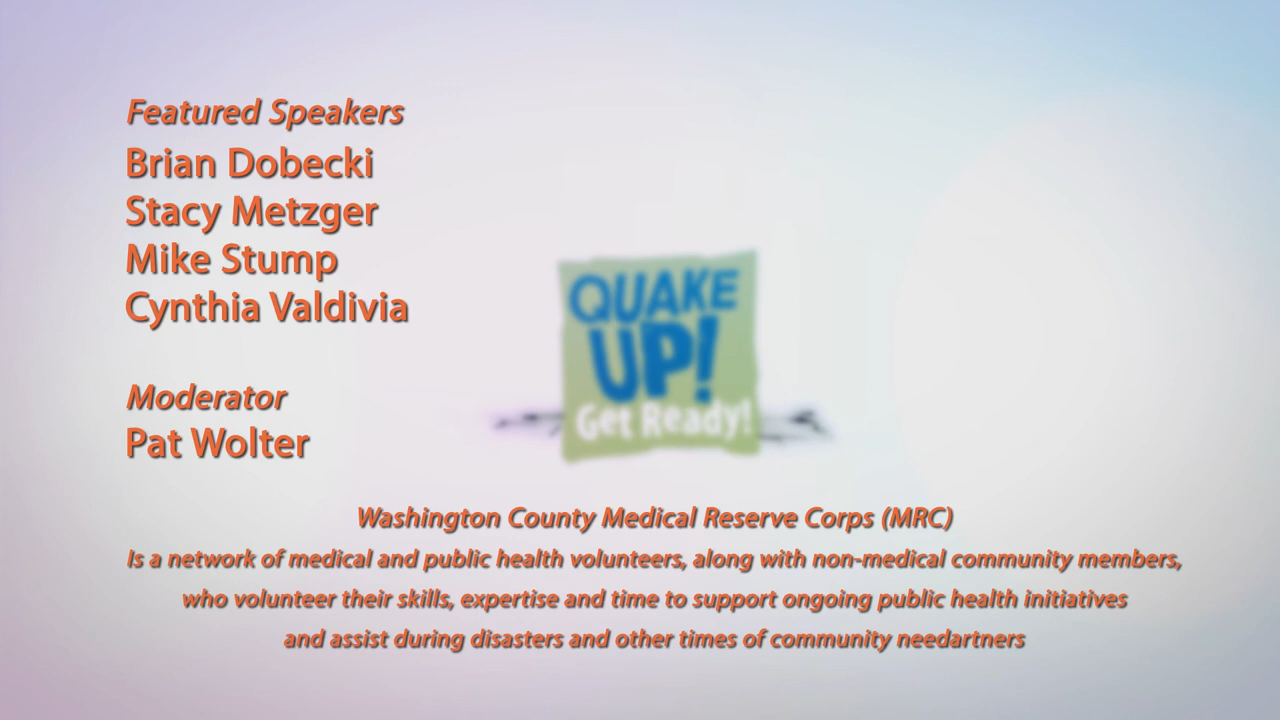 Featured Speakers
Brian Dobecki
Stacy Metzger
Mike Stump
Cynthia Valdivia
Moderator
Pat Wolter
QUAKE
UP!
Get Ready!
Washington County Medical Reserve Corps (MRC)
Is a network of medical and public health volunteers, along with non-medical community members,
who volunteer their skills, expertise and time to support ongoing public health initiatives
and assist during disasters and other times of community needartners